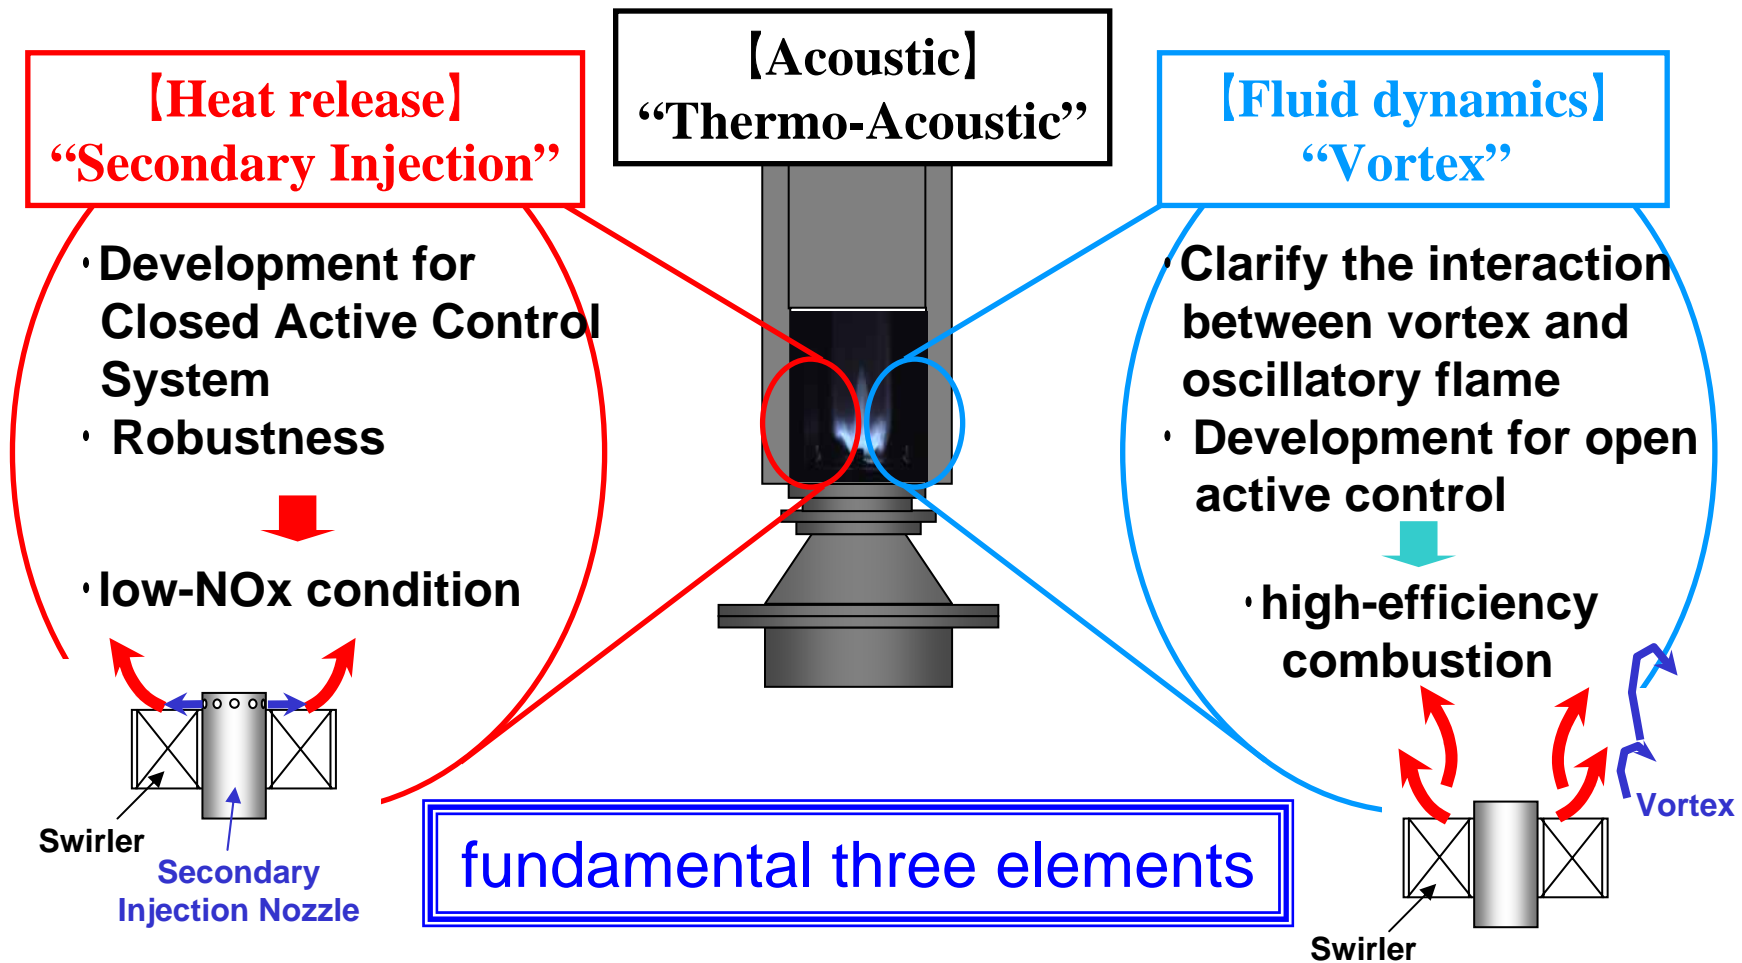 【Heat release】
“Secondary Injection”
・Development for
Closed Active Control
System
・ Robustness
・low-NOx condition
Swirler
Secondary
Injection Nozzle
【Acoustic】
“Thermo-Acoustic”
【Fluid dynamics】
“Vortex”
・Clarify the interaction
between vortex and
oscillatory flame
・ Development for open
active control
・high-efficiency
combustion
Vortex
Swirler
fundamental three elements